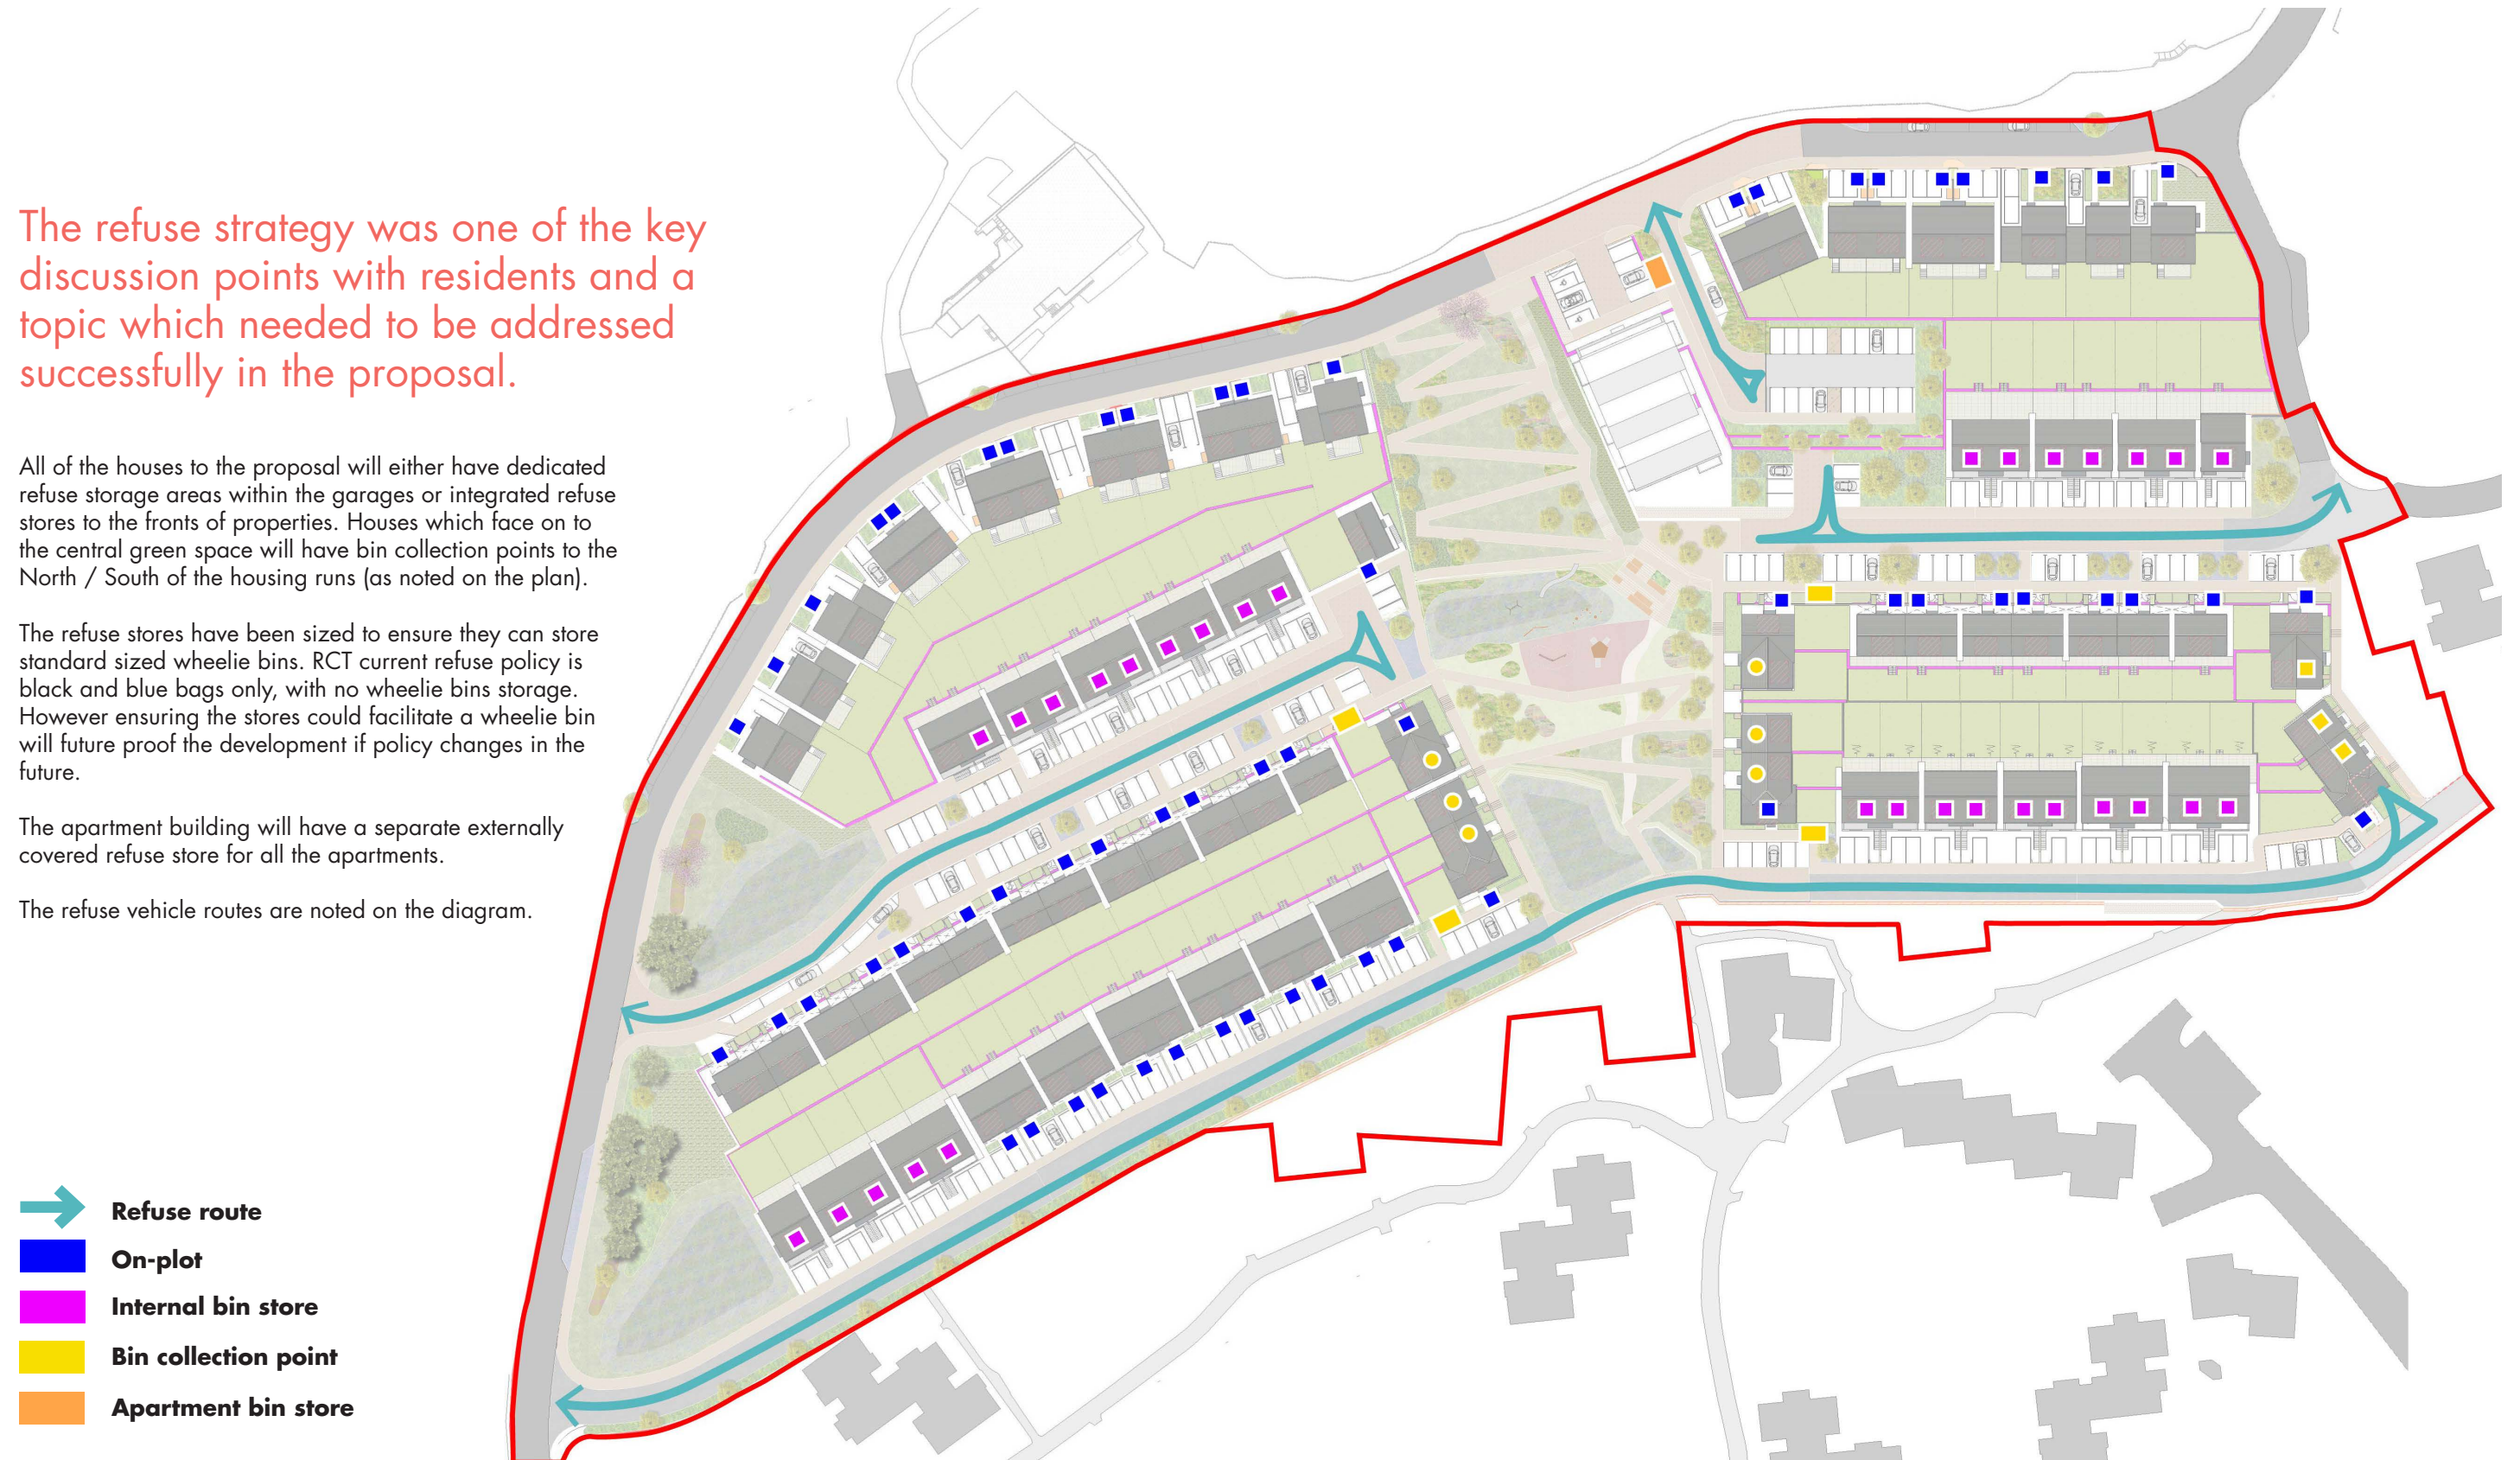 The refuse strategy was one of the key
discussion points with residents and a
topic which needed to be addressed
successfully in the proposal.
All of the houses to the proposal will either have dedicated
refuse storage areas within the garages or integrated refuse
stores to the fronts of properties. Houses which face on to
the central green space will have bin collection points to the
North / South of the housing runs (as noted on the plan).
The refuse stores have been sized to ensure they can store
standard sized wheelie bins. RCT current refuse policy is
black and blue bags only, with no wheelie bins storage.
However ensuring the stores could facilitate a wheelie bin
will future proof the development if policy changes in the
future.
The apartment building will have a separate externally
covered refuse store for all the apartments.
The refuse vehicle routes are noted on the diagram.
Refuse route
On-plot
Internal bin store
Bin collection point
Apartment bin store